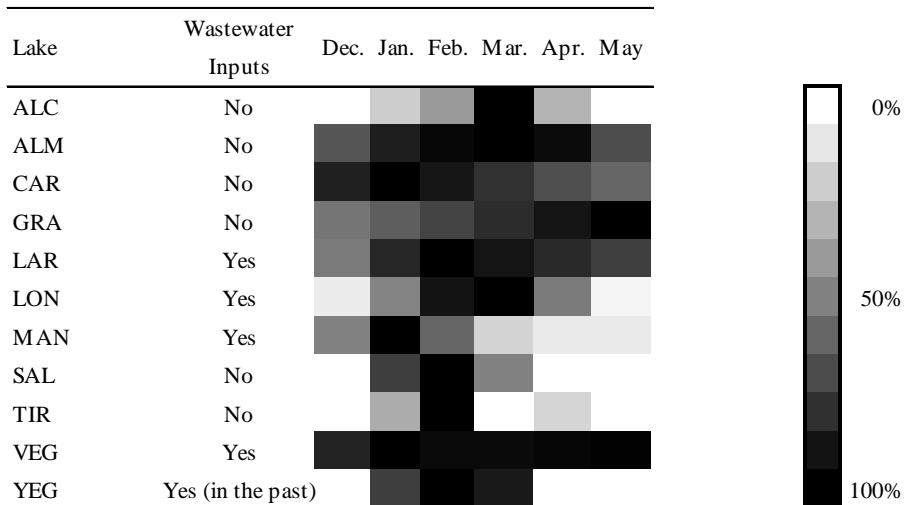 Lake Wastewater Inputs Dec. Jan. Feb. Mar. Apr. May
ALC No 0%
ALM No
CAR No
GRA No
LAR Yes
LON Yes 50%
MAN Yes
SAL No
TIR No
VEG Yes
YEG Yes (in the past) 100%